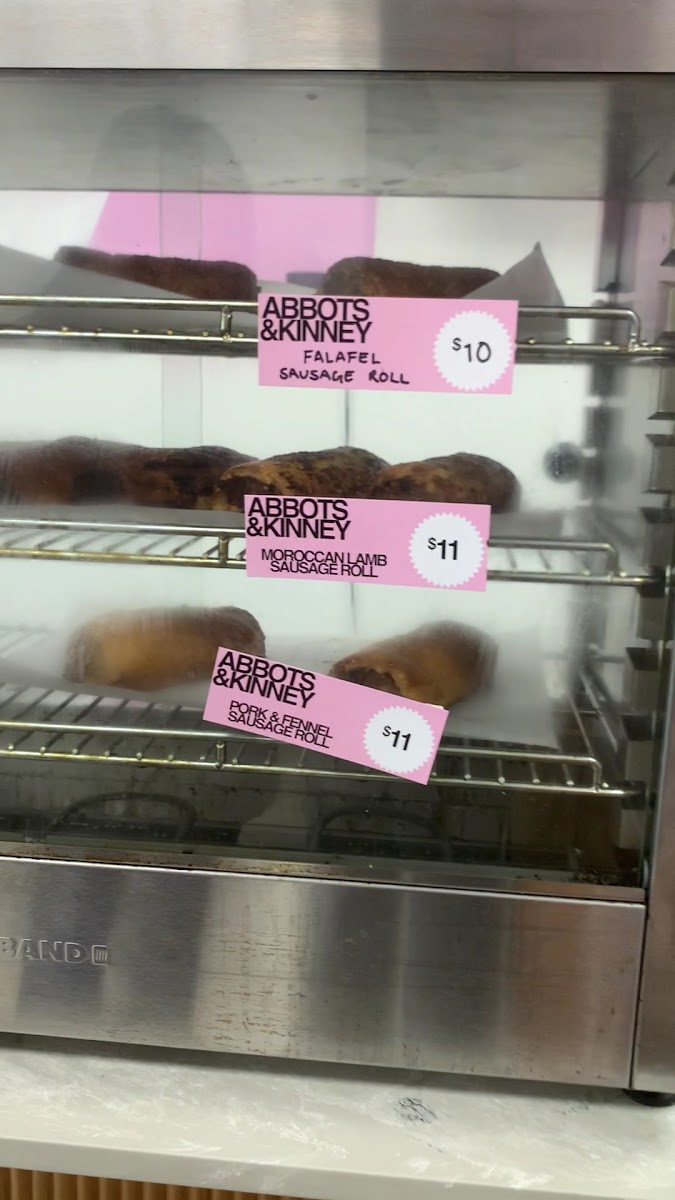 ABBOTS
&KINNEY
FALAFEL
SAUSAGE ROLL
$10
ABBOTS
&KINNEY
MOROCCAN LAMB
SAUSAGE ROLL
$11
ABBOTS
&KINNEY
PORK & FENNEL
SAUSAGE ROLL
$11
BAND